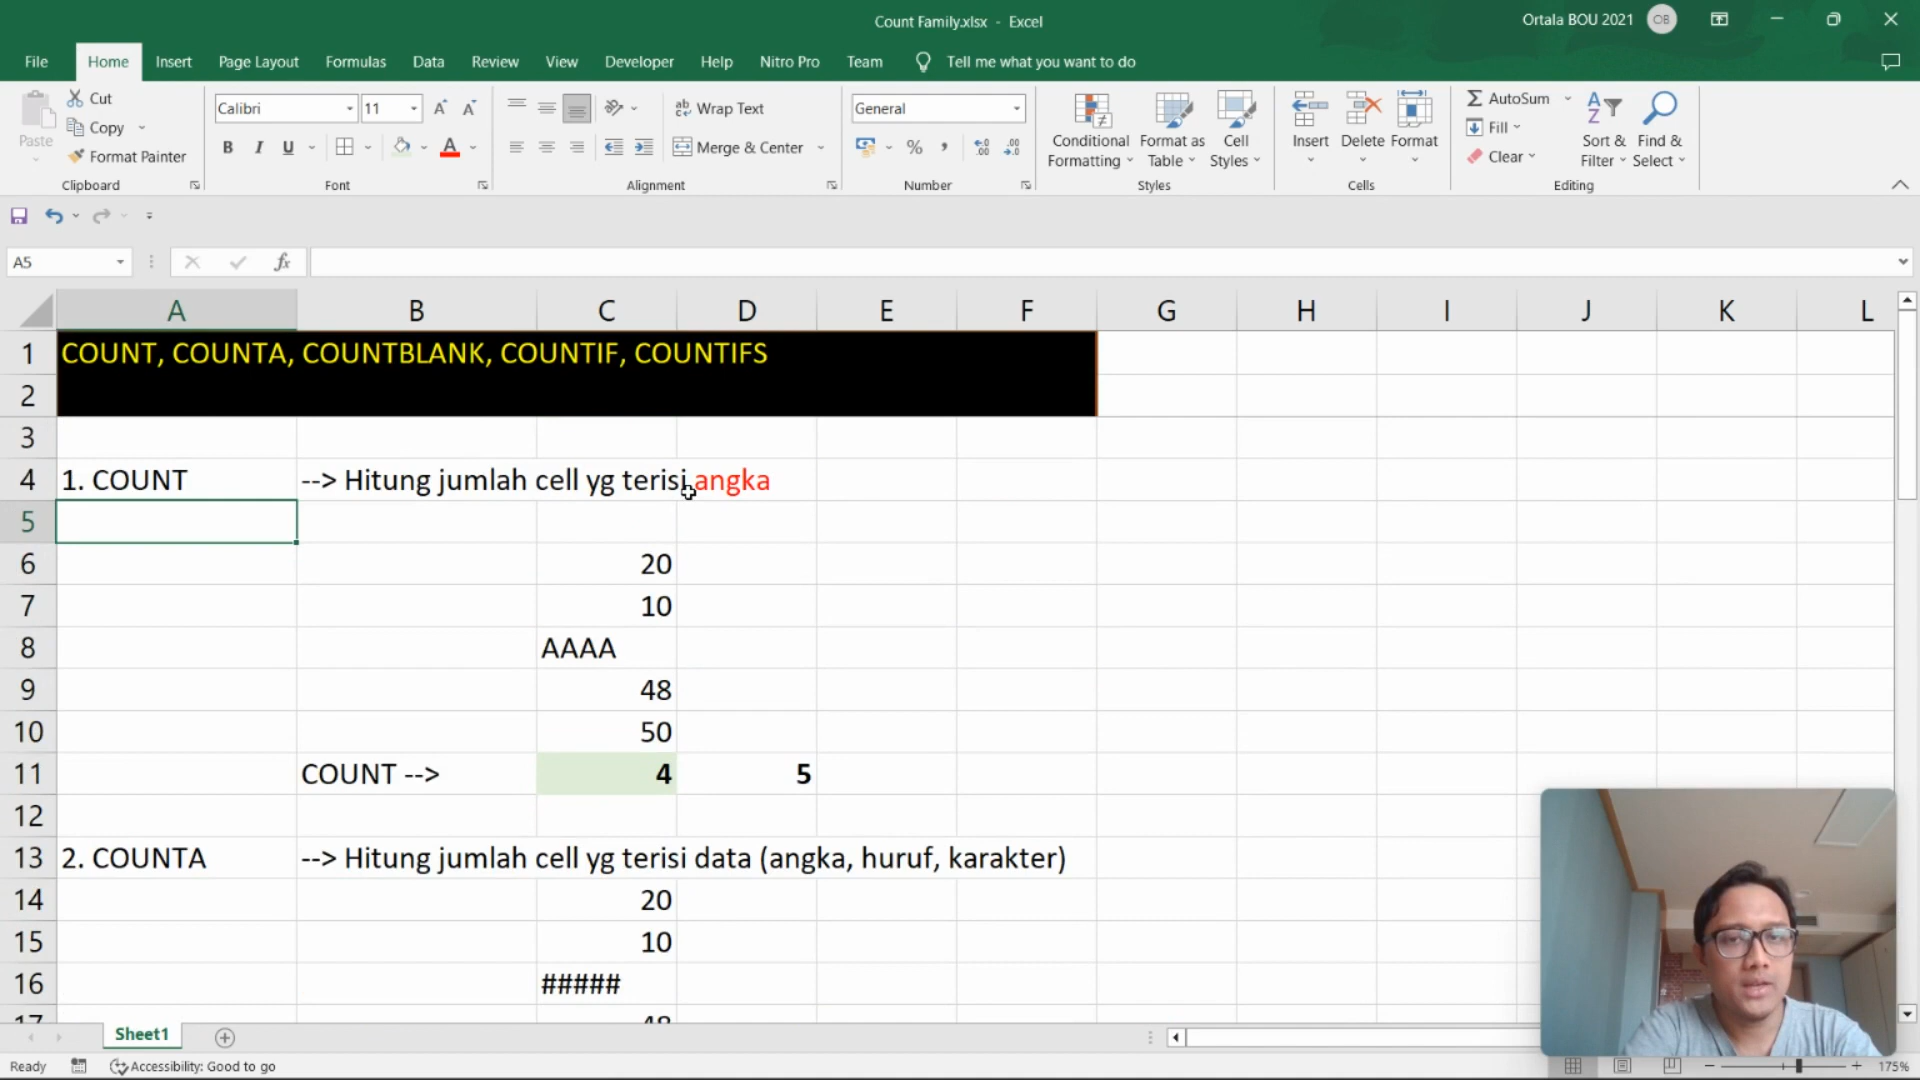 Count Family.xlsx - Excel
Ortala BOU 2021 OB
File Home Insert Page Layout Formulas Data Review View Developer Help Nitro Pro Team Tell me what you want to do
Paste
Cut
Copy
Format Painter
Clipboard
Calibri 11
B I U
Font
Wrap Text
Merge & Center
Alignment
General
Number
Conditional Formatting
Format as Table
Cell Styles
Styles
Insert Delete Format
Cells
AutoSum
Fill
Clear
Sort & Filter
Find & Select
Editing
A5 fx
A B C D E F G H I J K L
1 COUNT, COUNTA, COUNTBLANK, COUNTIF, COUNTIFS
2
3
4 1. COUNT --> Hitung jumlah cell yg terisi angka
5
6 20
7 10
8 AAAA
9 48
10 50
11 COUNT --> 4 5
12
13 2. COUNTA --> Hitung jumlah cell yg terisi data (angka, huruf, karakter)
14 20
15 10
16 #####
17 48
Sheet1
Ready Accessibility: Good to go 175%